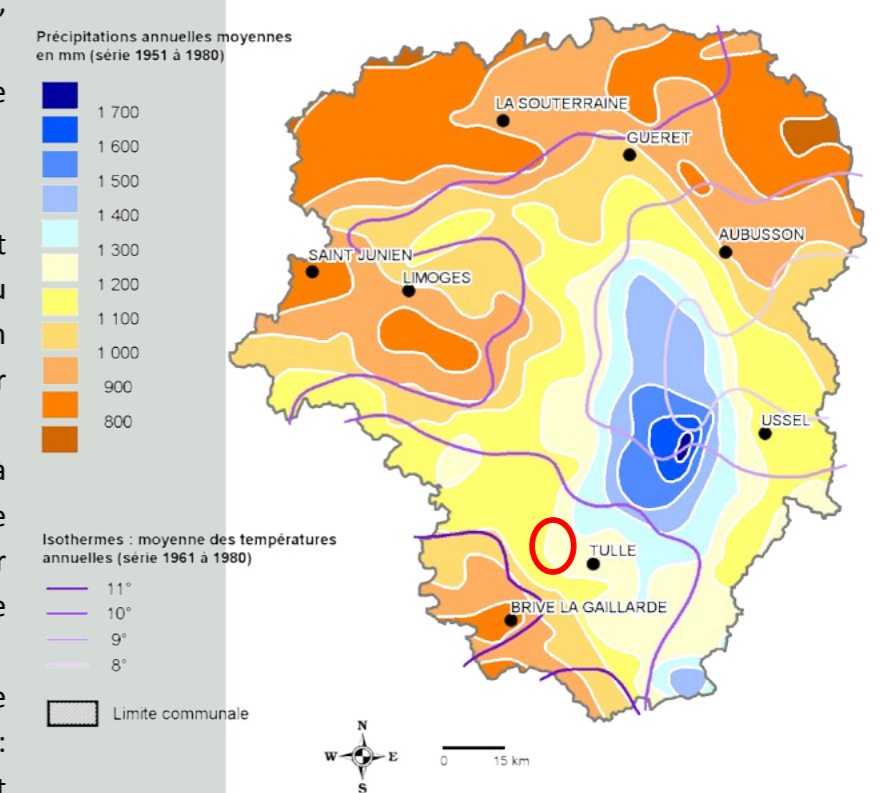 Précipitations annuelles moyennes
en mm (série 1951 à 1980)
1 700
1 600
1 500
1 400
1 300
1 200
1 100
1 000
900
800
Isothermes : moyenne des températures
annuelles (série 1961 à 1980)
11°
10°
9°
8°
Limite communale
LA SOUTERRAINE
GUERET
AUBUSSON
SAINT JUNIEN
LIMOGES
USSEL
TULLE
BRIVE LA GAILLARDE
N
W
E
S
0
15 km